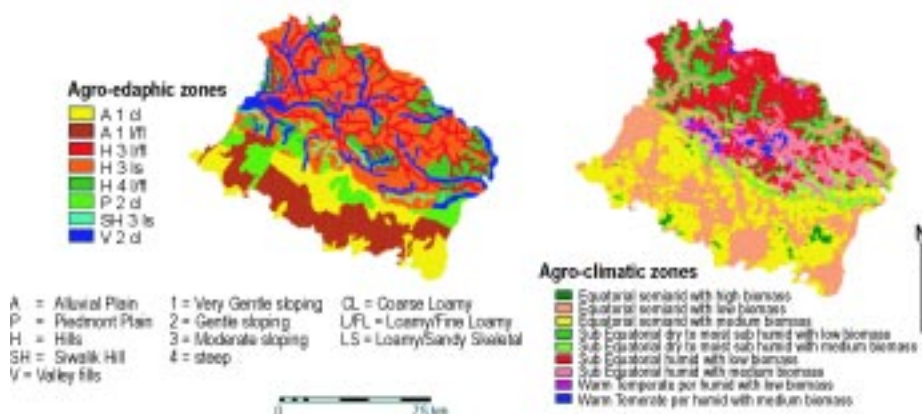 Agro-edaphic zones
A 1 cl
A 1 l/fl
H 3 l/fl
H 3 ls
H 4 l/fl
P 2 cl
SH 3 ls
V 2 cl
A = Alluvial Plain
P = Piedmont Plain
H = Hills
SH = Siwalik Hill
V = Valley fills
1 = Very Gentle sloping
2 = Gentle sloping
3 = Moderate sloping
4 = steep
CL = Coarse Loamy
L/FL = Loamy/Fine Loamy
LS = Loamy/Sandy Skeletal
0 25 km
N
Agro-climatic zones
Equatorial semiarid with high biomass
Equatorial semiarid with low biomass
Equatorial semiarid with medium biomass
Sub Equatorial dry to moist sub humid with low biomass
Sub Equatorial dry to moist sub humid with medium biomass
Sub Equatorial humid with low biomass
Sub Equatorial humid with medium biomass
Warm Temperate per humid with low biomass
Warm Temerate per humid with medium biomass